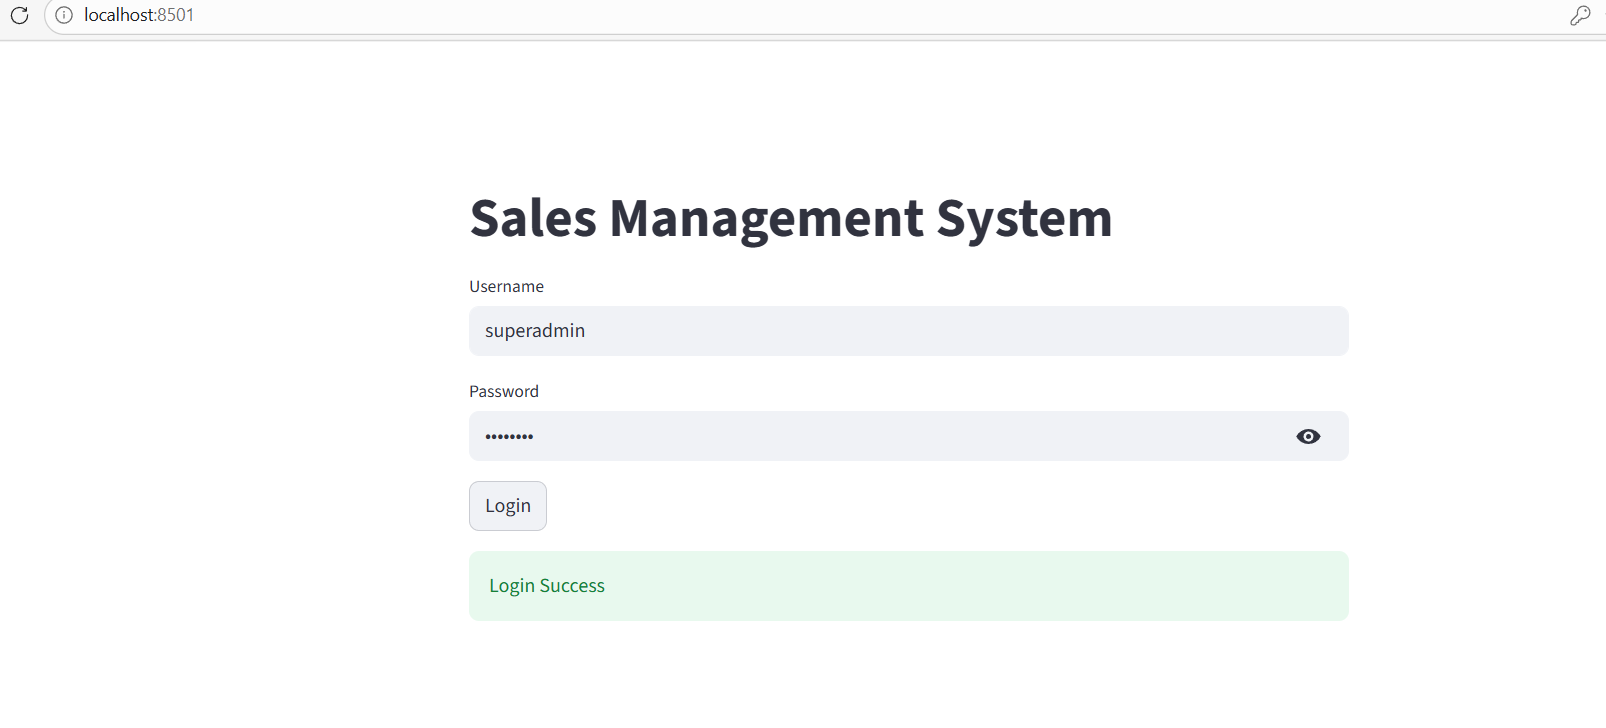 localhost:8501
Sales Management System
Username
superadmin
Password
••••••••
Login
Login Success